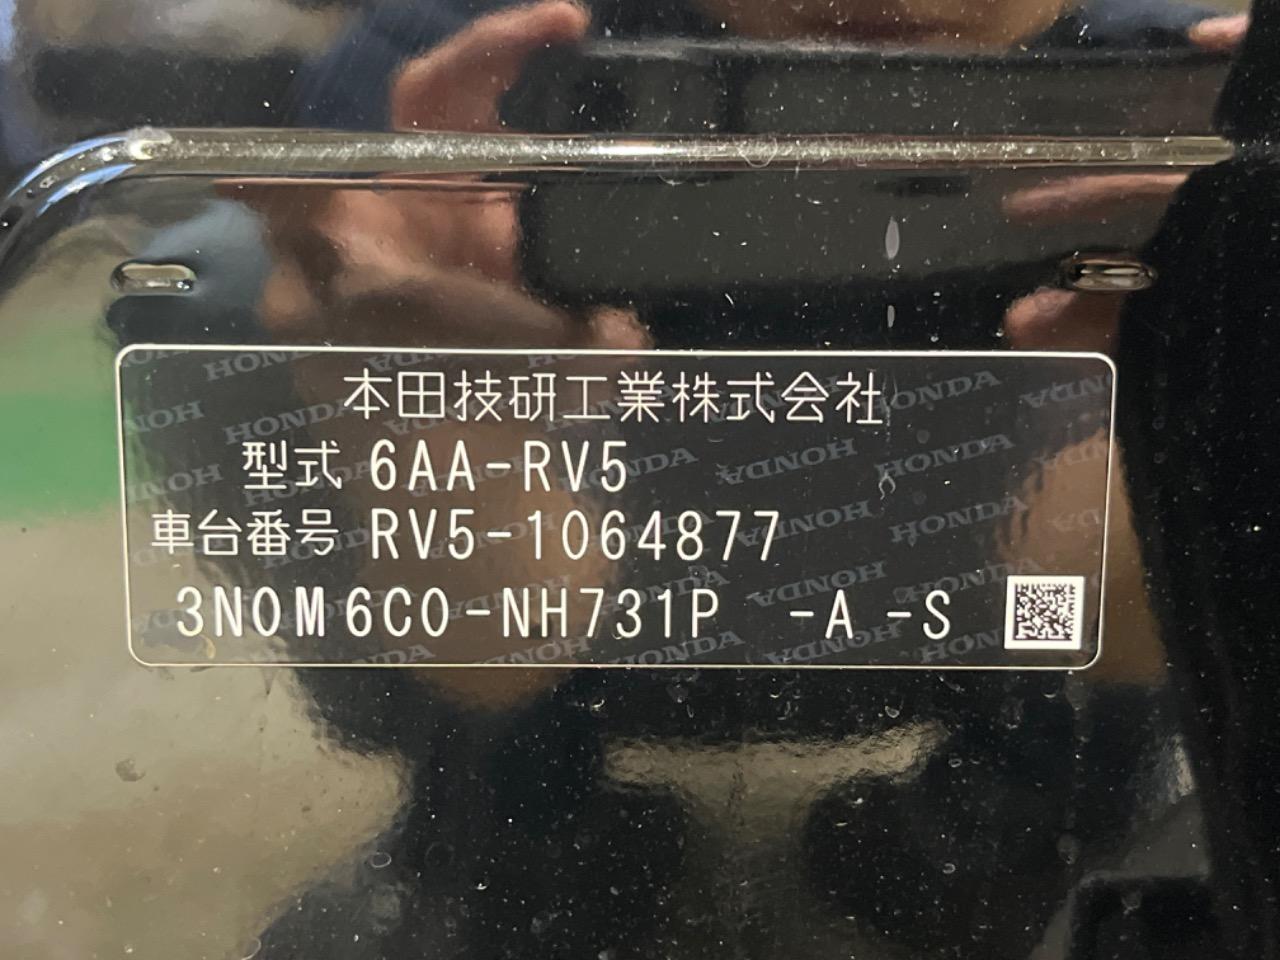 本田技研工業株式会社
型式 6AA-RV5
車台番号 RV5-1064877
3N0M6C0-NH731P -A -S